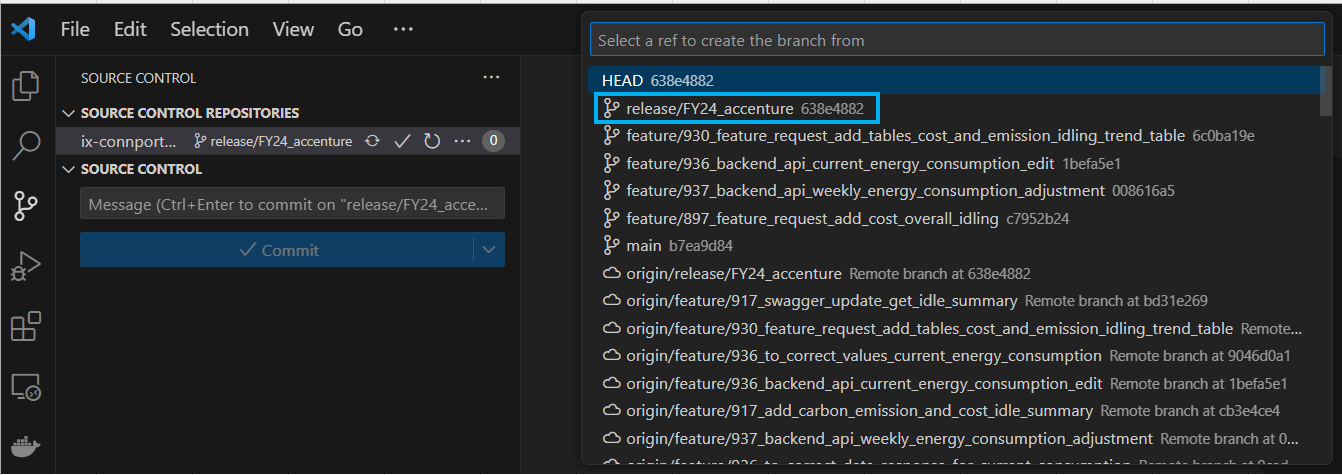 File Edit Selection View Go ...
Select a ref to create the branch from
SOURCE CONTROL ...
SOURCE CONTROL REPOSITORIES
ix-connport... release/FY24_accenture ... 0
SOURCE CONTROL
Message (Ctrl+Enter to commit on "release/FY24_acce...
Commit
HEAD 638e4882
release/FY24_accenture 638e4882
feature/930_feature_request_add_tables_cost_and_emission_idling_trend_table 6c0ba19e
feature/936_backend_api_current_energy_consumption_edit 1befa5e1
feature/937_backend_api_weekly_energy_consumption_adjustment 008616a5
feature/897_feature_request_add_cost_overall_idling c7952b24
main b7ea9d84
origin/release/FY24_accenture Remote branch at 638e4882
origin/feature/917_swagger_update_get_idle_summary Remote branch at bd31e269
origin/feature/930_feature_request_add_tables_cost_and_emission_idling_trend_table Remote...
origin/feature/936_to_correct_values_current_energy_consumption Remote branch at 9046d0a1
origin/feature/936_backend_api_current_energy_consumption_edit Remote branch at 1befa5e1
origin/feature/917_add_carbon_emission_and_cost_idle_summary Remote branch at cb3e4ce4
origin/feature/937_backend_api_weekly_energy_consumption_adjustment Remote branch at 0...